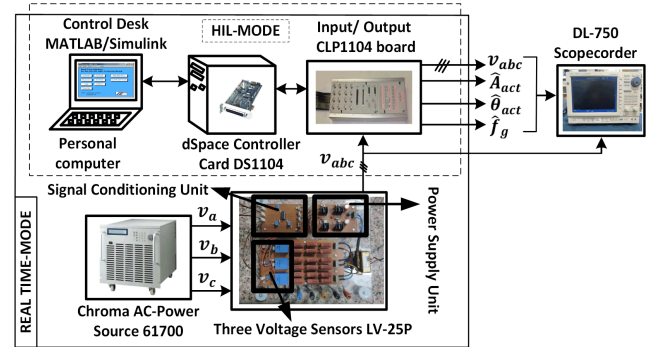 Control Desk
MATLAB/Simulink
HIL-MODE
Input/ Output
CLP1104 board
DL-750
Scopecorder
v_abc
Â_act
θ̂_act
f̂_g
Personal
computer
dSpace Controller
Card DS1104
v_abc
Signal Conditioning Unit
Power Supply Unit
REAL TIME-MODE
v_a
v_b
v_c
Chroma AC-Power
Source 61700
Three Voltage Sensors LV-25P